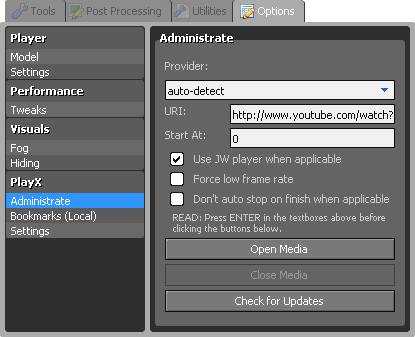 Tools Post Processing Utilities Options
Player
Model
Settings
Performance
Tweaks
Visuals
Fog
Hiding
PlayX
Administrate
Bookmarks (Local)
Settings
Administrate
Provider:
auto-detect
URI: http://www.youtube.com/watch?
Start At: 0
Use JW player when applicable
Force low frame rate
Don't auto stop on finish when applicable
READ: Press ENTER in the textboxes above before
clicking the buttons below.
Open Media
Close Media
Check for Updates